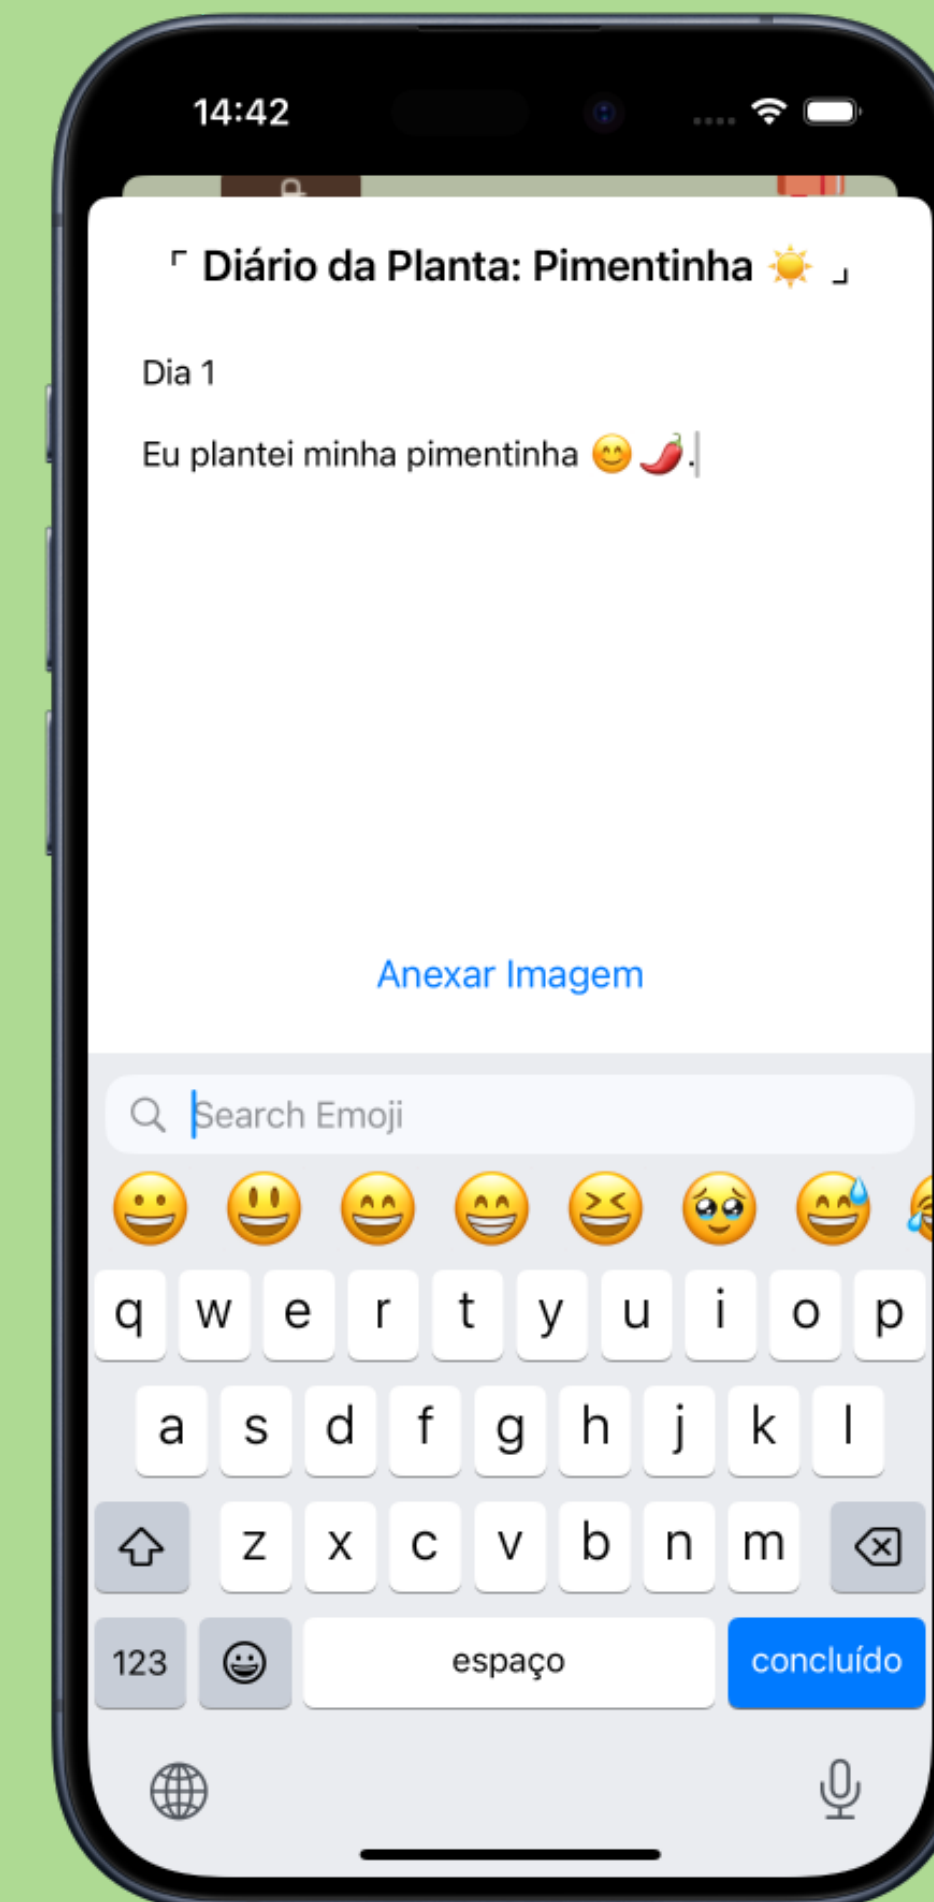 14:42
「 Diário da Planta: Pimentinha ☀️ 」
Dia 1
Eu plantei minha pimentinha 😊 🌶️.
Anexar Imagem
Search Emoji
q w e r t y u i o p
a s d f g h j k l
z x c v b n m
123 espaço concluído